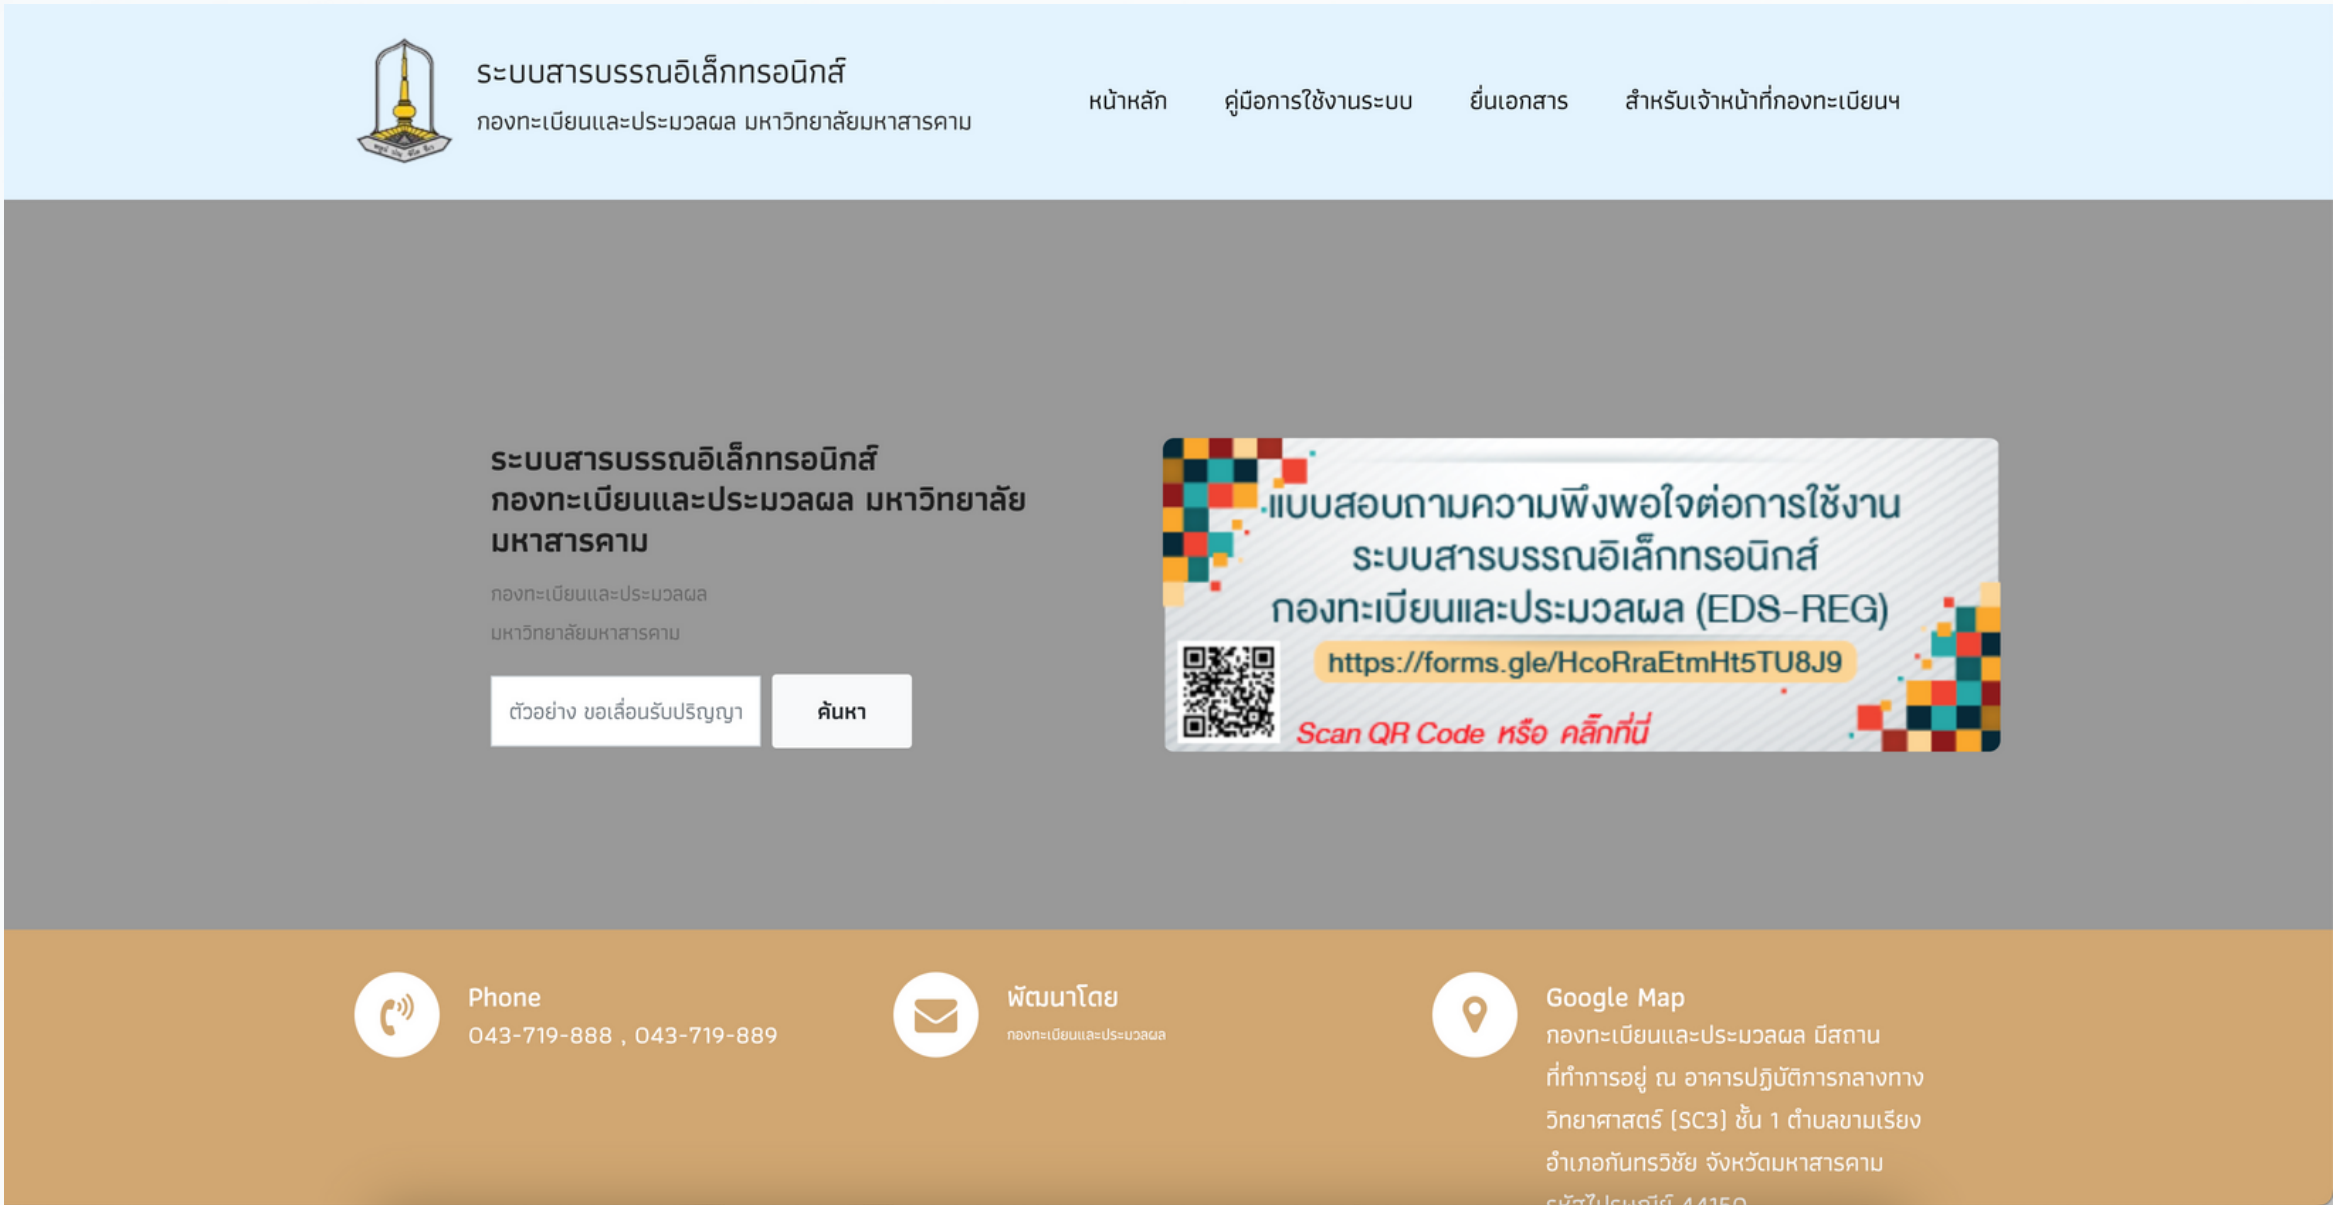 ระบบสารบรรณอิเล็กทรอนิกส์
กองทะเบียนและประมวลผล มหาวิทยาลัยมหาสารคาม
หน้าหลัก คู่มือการใช้งานระบบ ยื่นเอกสาร สำหรับเจ้าหน้าที่กองทะเบียนฯ
ระบบสารบรรณอิเล็กทรอนิกส์
กองทะเบียนและประมวลผล มหาวิทยาลัย
มหาสารคาม
กองทะเบียนและประมวลผล
มหาวิทยาลัยมหาสารคาม
ตัวอย่าง ขอเลื่อนรับปริญญา ค้นหา
แบบสอบถามความพึงพอใจต่อการใช้งาน
ระบบสารบรรณอิเล็กทรอนิกส์
กองทะเบียนและประมวลผล (EDS-REG)
https://forms.gle/HcoRraEtmHt5TU8J9
Scan QR Code หรือ คลิ๊กที่นี่
Phone
043-719-888 , 043-719-889
พัฒนาโดย
กองทะเบียนและประมวลผล
Google Map
กองทะเบียนและประมวลผล มีสถาน
ที่ทำการอยู่ ณ อาคารปฏิบัติการกลางทาง
วิทยาศาสตร์ (SC3) ชั้น 1 ตำบลขามเรียง
อำเภอกันทรวิชัย จังหวัดมหาสารคาม
รหัสไปรษณีย์ 44150